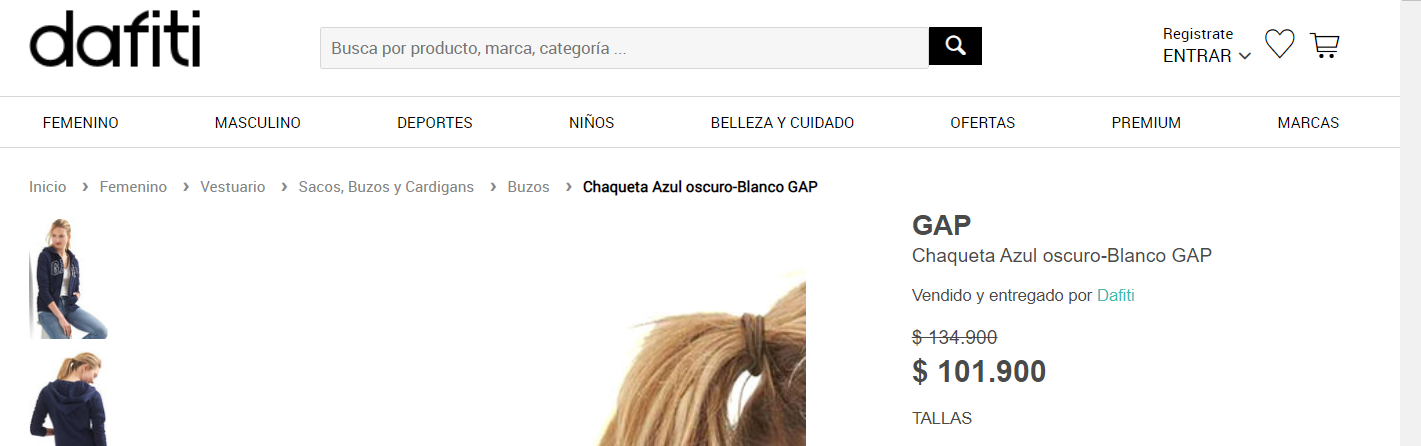 dafiti
Busca por producto, marca, categoría ...
Registrate
ENTRAR
FEMENINO MASCULINO DEPORTES NIÑOS BELLEZA Y CUIDADO OFERTAS PREMIUM MARCAS
Inicio › Femenino › Vestuario › Sacos, Buzos y Cardigans › Buzos › Chaqueta Azul oscuro-Blanco GAP
GAP
GAP
Chaqueta Azul oscuro-Blanco GAP
Vendido y entregado por Dafiti
$ 134.900
$ 101.900
TALLAS